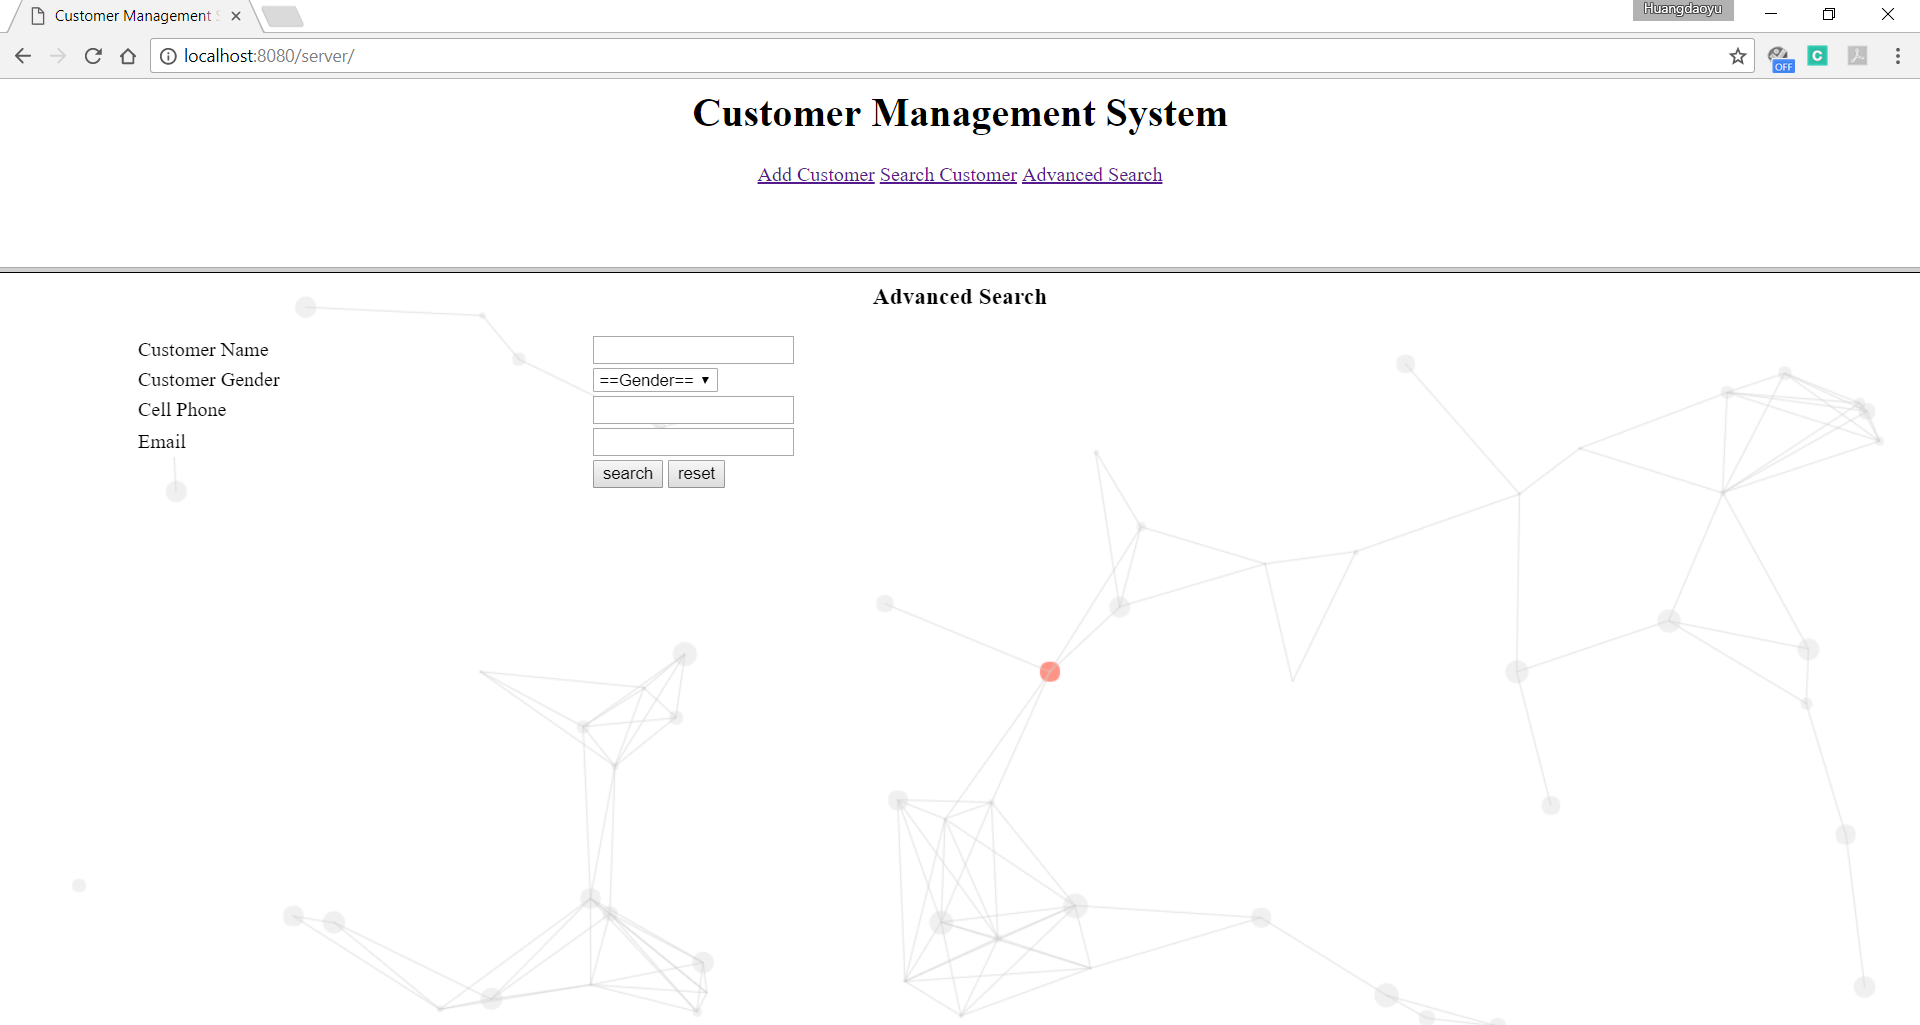 Customer Management S
Huangdaoyu
localhost:8080/server/
OFF
C
Customer Management System
Add Customer Search Customer Advanced Search
Advanced Search
Customer Name
Customer Gender ==Gender==
Cell Phone
Email
search reset